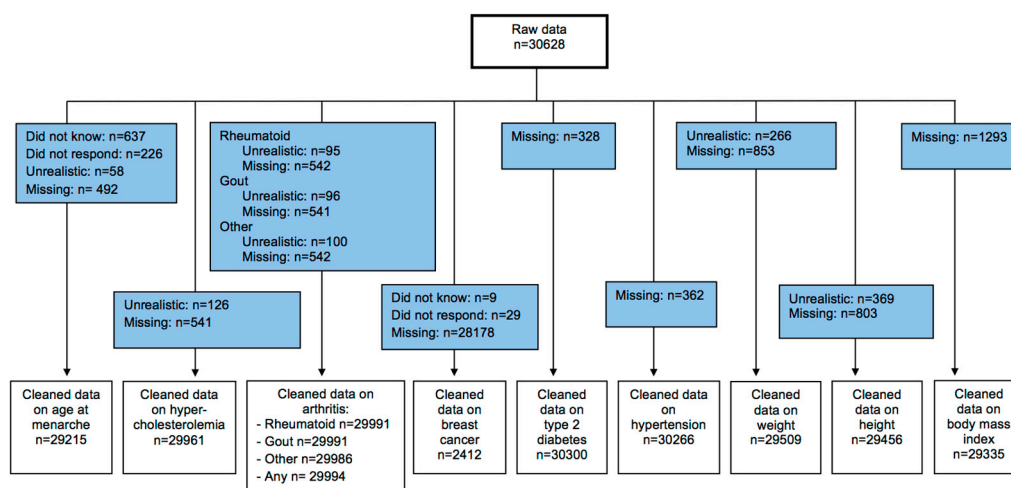 Raw data
n=30628
Did not know: n=637
Did not respond: n=226
Unrealistic: n=58
Missing: n= 492
Rheumatoid
Unrealistic: n=95
Missing: n=542
Gout
Unrealistic: n=96
Missing: n=541
Other
Unrealistic: n=100
Missing: n=542
Missing: n=328
Unrealistic: n=266
Missing: n=853
Missing: n=1293
Unrealistic: n=126
Missing: n=541
Did not know: n=9
Did not respond: n=29
Missing: n=28178
Missing: n=362
Unrealistic: n=369
Missing: n=803
Cleaned data
on age at
menarche
n=29215
Cleaned data
on hyper-
cholesterolemia
n=29961
Cleaned data on
arthritis:
- Rheumatoid n=29991
- Gout n=29991
- Other n=29986
- Any n= 29994
Cleaned
data on
breast
cancer
n=2412
Cleaned
data on
type 2
diabetes
n=30300
Cleaned
data on
hypertension
n=30266
Cleaned
data on
weight
n=29509
Cleaned
data on
height
n=29456
Cleaned
data on
body mass
index
n=29335